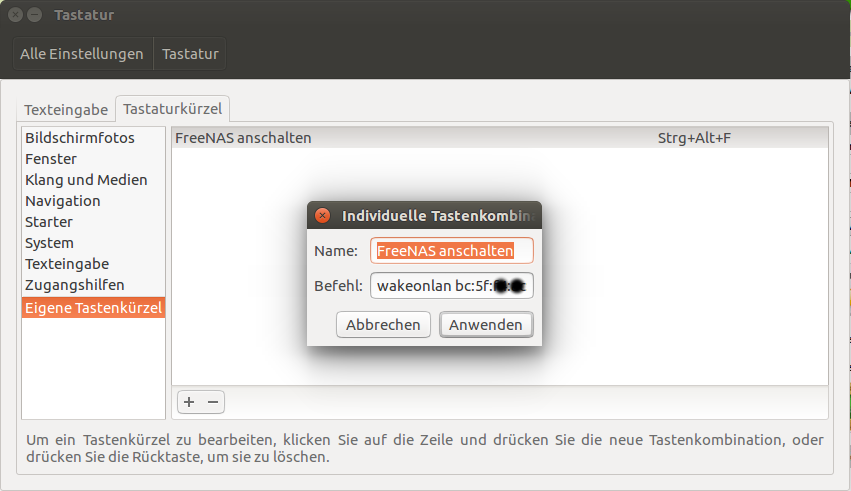 Tastatur
Alle Einstellungen Tastatur
Texteingabe Tastaturkürzel
Bildschirmfotos
Fenster
Klang und Medien
Navigation
Starter
System
Texteingabe
Zugangshilfen
Eigene Tastenkürzel
FreeNAS anschalten Strg+Alt+F
Individuelle Tastenkombin
Name: FreeNAS anschalten
Befehl: wakeonlan bc:5f:
Abbrechen Anwenden
Um ein Tastenkürzel zu bearbeiten, klicken Sie auf die Zeile und drücken Sie die neue Tastenkombination, oder
drücken Sie die Rücktaste, um sie zu löschen.